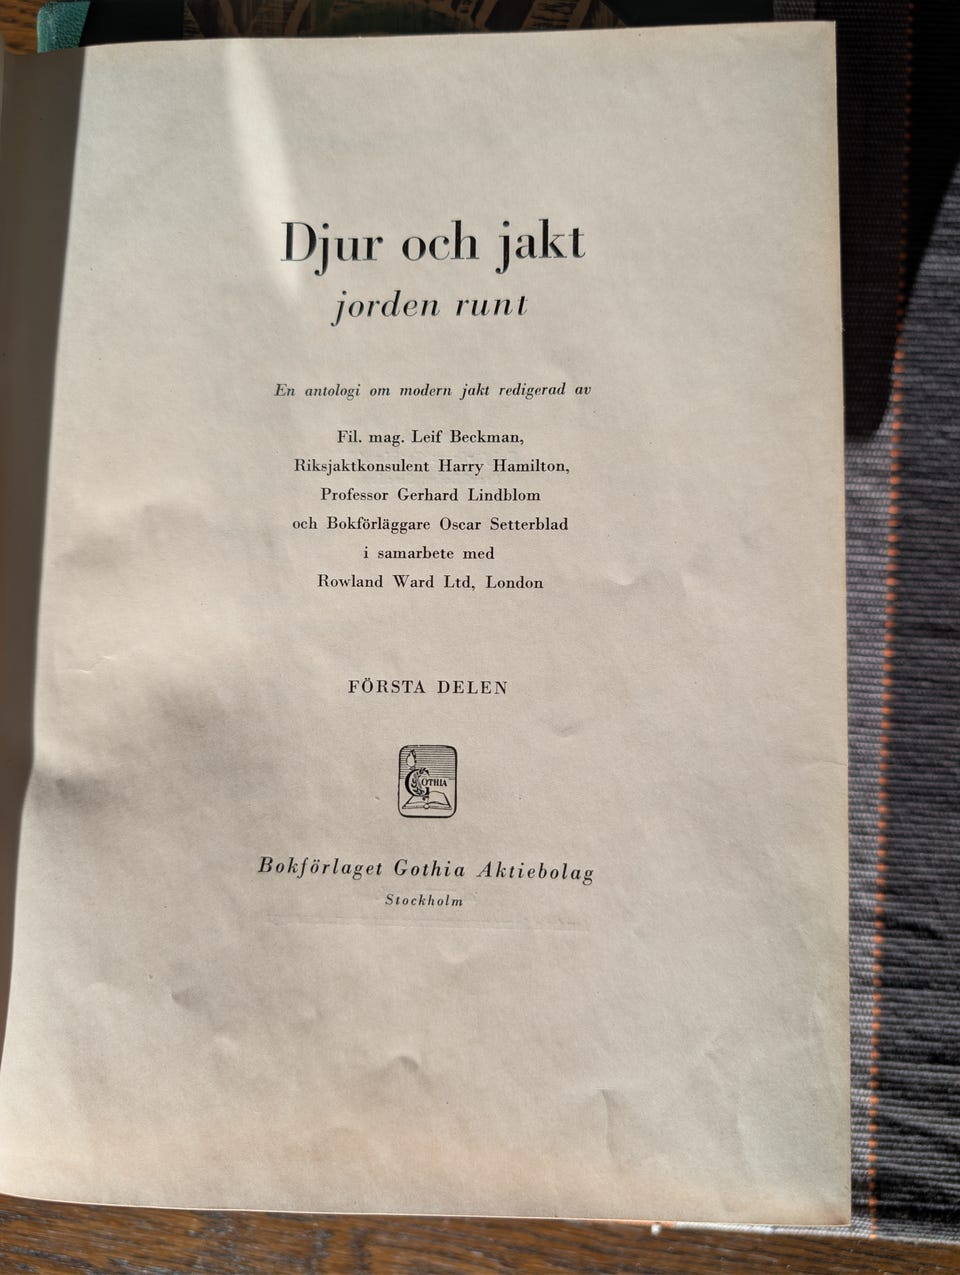 Djur och jakt
jorden runt
En antologi om modern jakt redigerad av
Fil. mag. Leif Beckman,
Riksjaktkonsulent Harry Hamilton,
Professor Gerhard Lindblom
och Bokförläggare Oscar Setterblad
i samarbete med
Rowland Ward Ltd, London
FÖRSTA DELEN
GOTHIA
Bokförlaget Gothia Aktiebolag
Stockholm